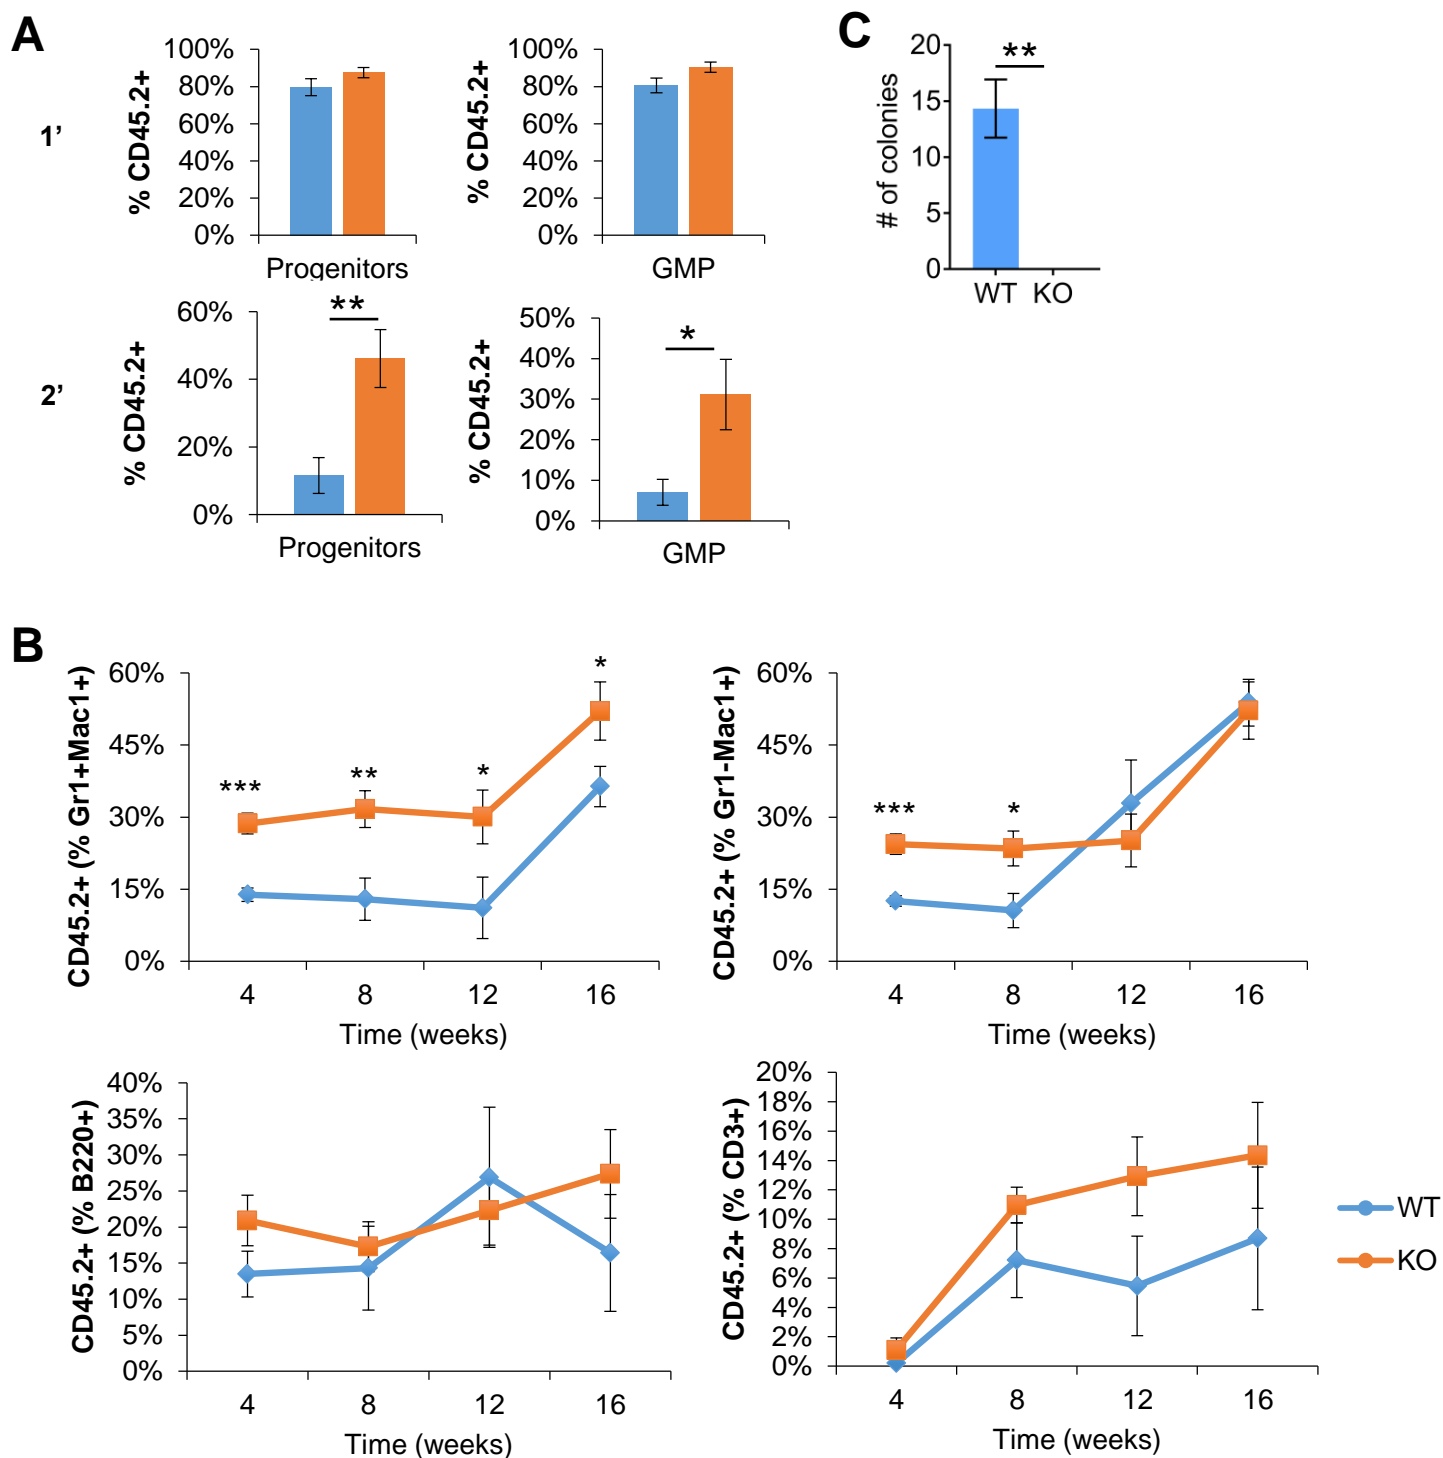 A
1’
% CD45.2+
100%
80%
60%
40%
20%
0%
Progenitors
% CD45.2+
100%
80%
60%
40%
20%
0%
GMP
C
# of colonies
20
15
10
5
0
**
WT KO
2’
% CD45.2+
60%
40%
20%
0%
**
Progenitors
% CD45.2+
50%
40%
30%
20%
10%
0%
*
GMP
B
CD45.2+ (% Gr1+Mac1+)
60%
45%
30%
15%
0%
*** ** * *
4 8 12 16
Time (weeks)
CD45.2+ (% Gr1-Mac1+)
60%
45%
30%
15%
0%
*** *
4 8 12 16
Time (weeks)
CD45.2+ (% B220+)
40%
35%
30%
25%
20%
15%
10%
5%
0%
4 8 12 16
Time (weeks)
CD45.2+ (% CD3+)
20%
18%
16%
14%
12%
10%
8%
6%
4%
2%
0%
4 8 12 16
Time (weeks)
WT
KO